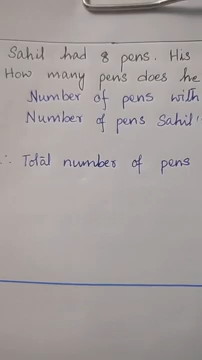 Sahil had 8 pens. His
How many pens does he
Number of pens with
Number of pens Sahil'
∴ Total number of pens